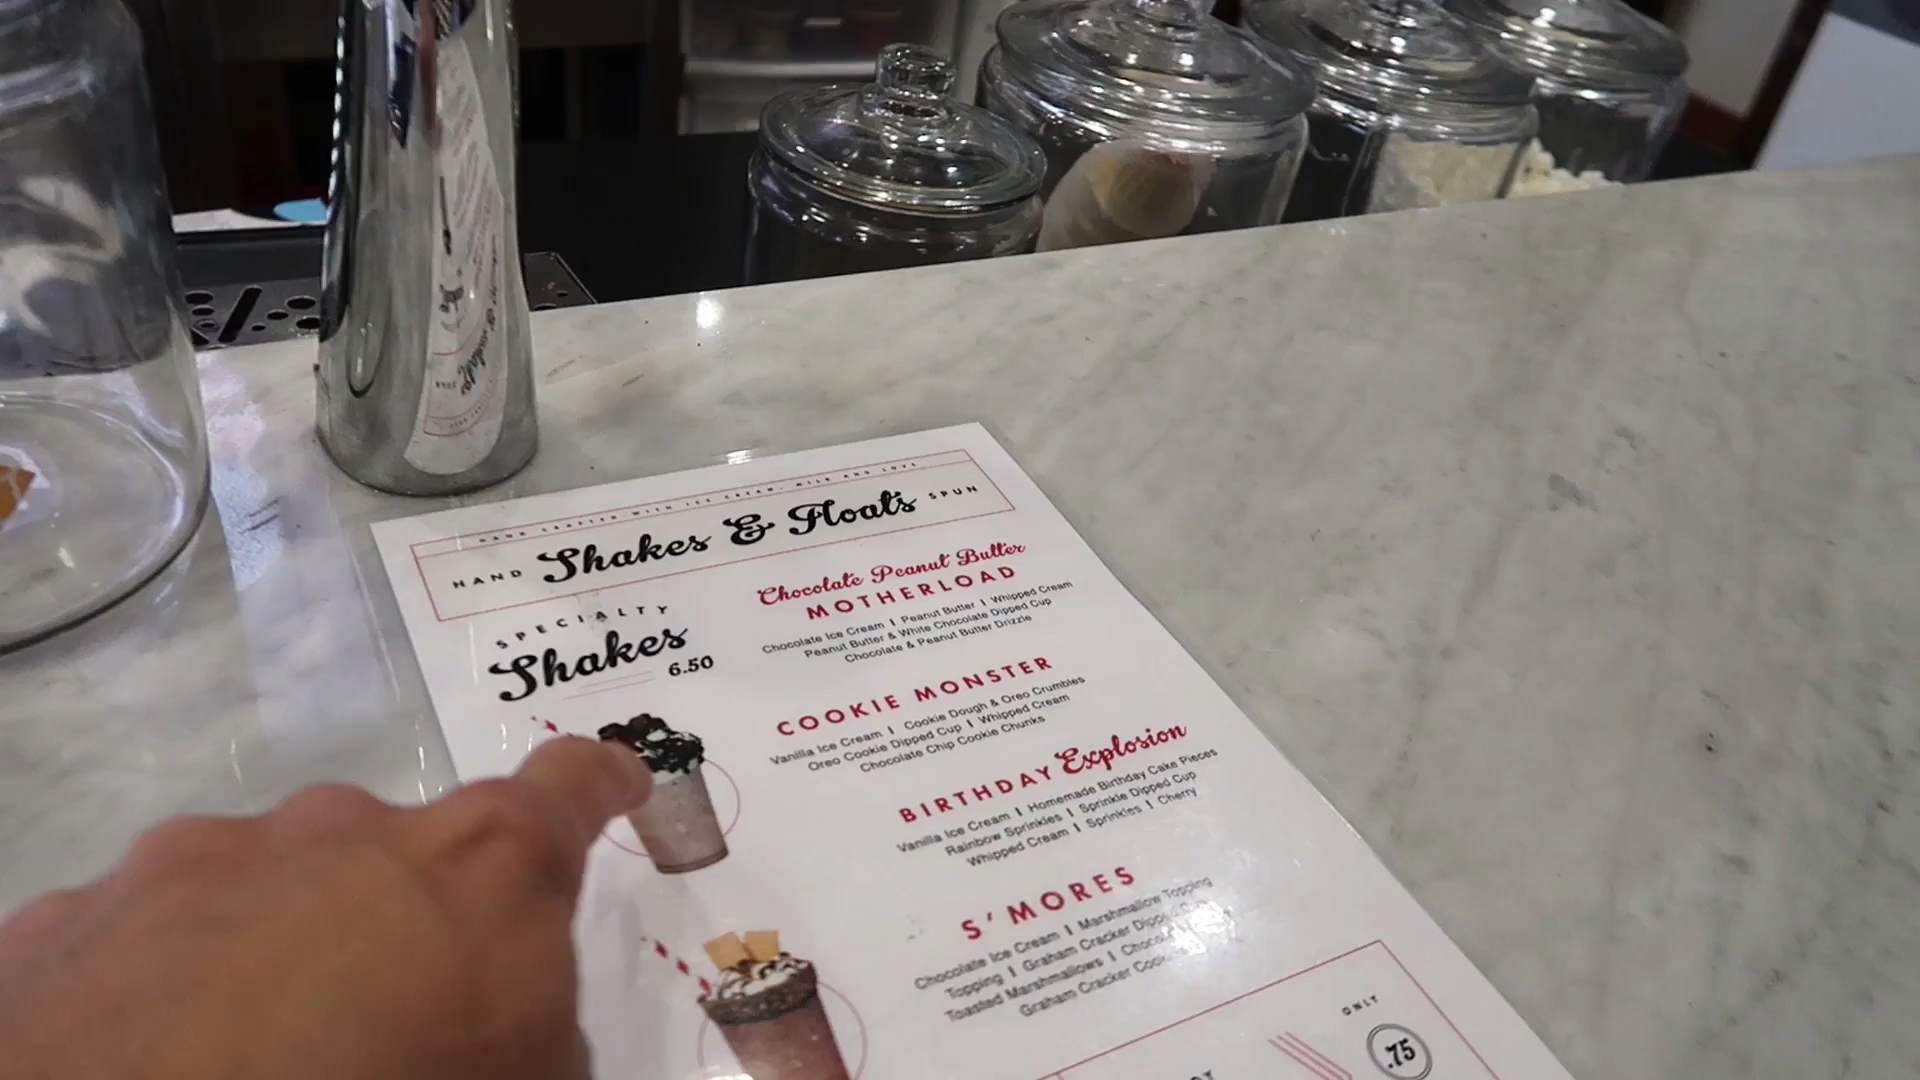 HAND CRAFTED WITH ICE CREAM, MILK AND LOVE
HAND Shakes & Floats SPUN
SPECIALTY
Shakes
6.50
Chocolate Peanut Butter
MOTHERLOAD
Chocolate Ice Cream | Peanut Butter | Whipped Cream
Peanut Butter & White Chocolate Dipped Cup
Chocolate & Peanut Butter Drizzle
COOKIE MONSTER
Vanilla Ice Cream | Cookie Dough & Oreo Crumbles
Oreo Cookie Dipped Cup | Whipped Cream
Chocolate Chip Cookie Chunks
BIRTHDAY Explosion
Vanilla Ice Cream | Homemade Birthday Cake Pieces
Rainbow Sprinkles | Sprinkle Dipped Cup
Whipped Cream | Sprinkles | Cherry
S'MORES
Chocolate Ice Cream | Marshmallow Topping
Graham Cracker Dipped
Topping |
Toasted Marshmallows |
Graham Cracker
ONLY
.75